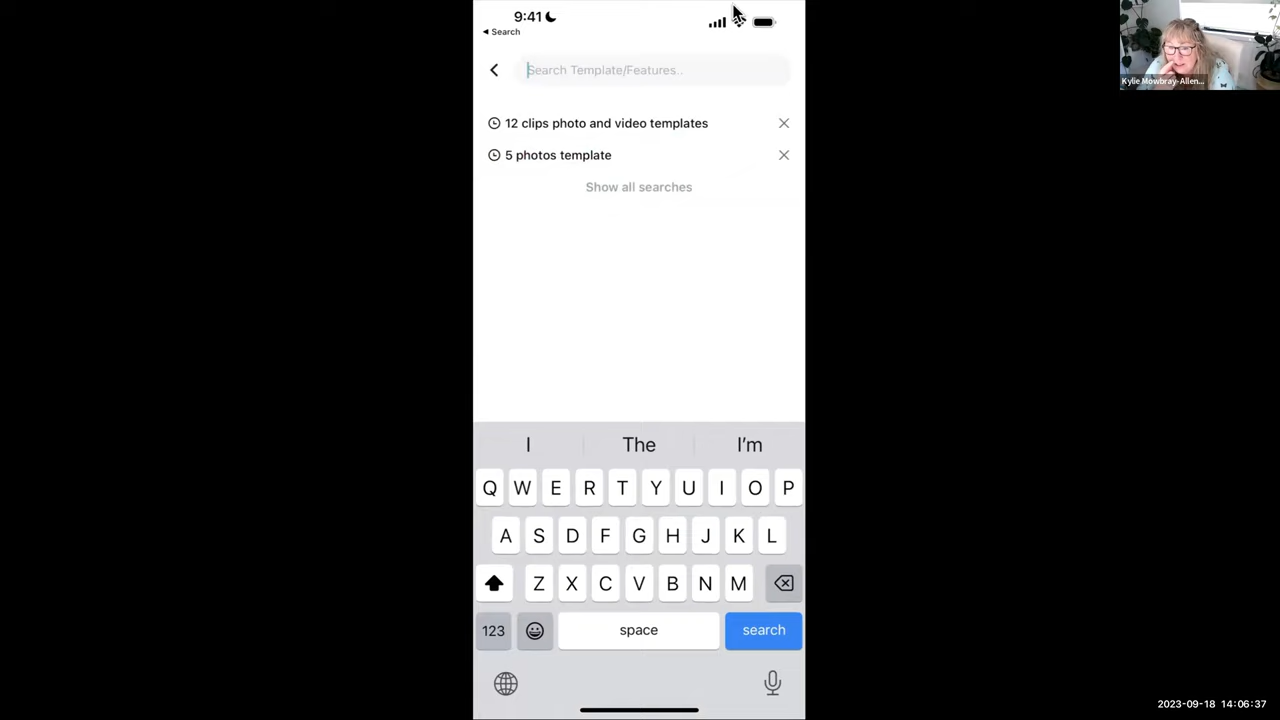 9:41
◀ Search
Search Template/Features..
12 clips photo and video templates
5 photos template
Show all searches
I The I'm
Q W E R T Y U I O P
A S D F G H J K L
Z X C V B N M
123 space search
Kylie Mowbray-Allen...
2023-09-18 14:06:37